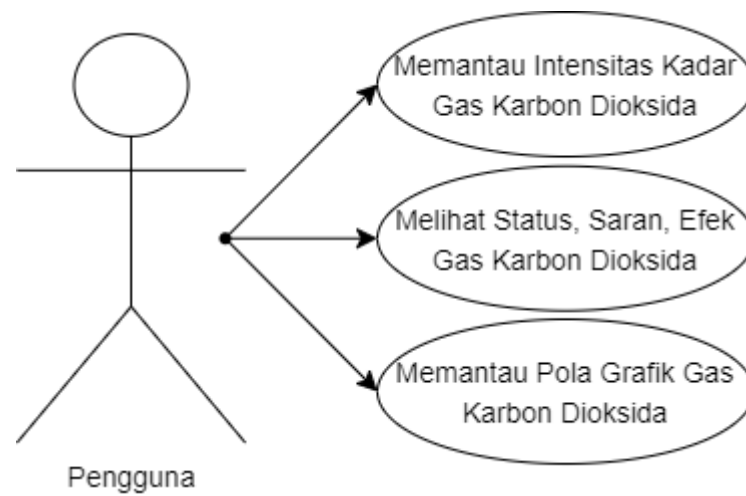 Memantau Intensitas Kadar
Gas Karbon Dioksida
Melihat Status, Saran, Efek
Gas Karbon Dioksida
Memantau Pola Grafik Gas
Karbon Dioksida
Pengguna